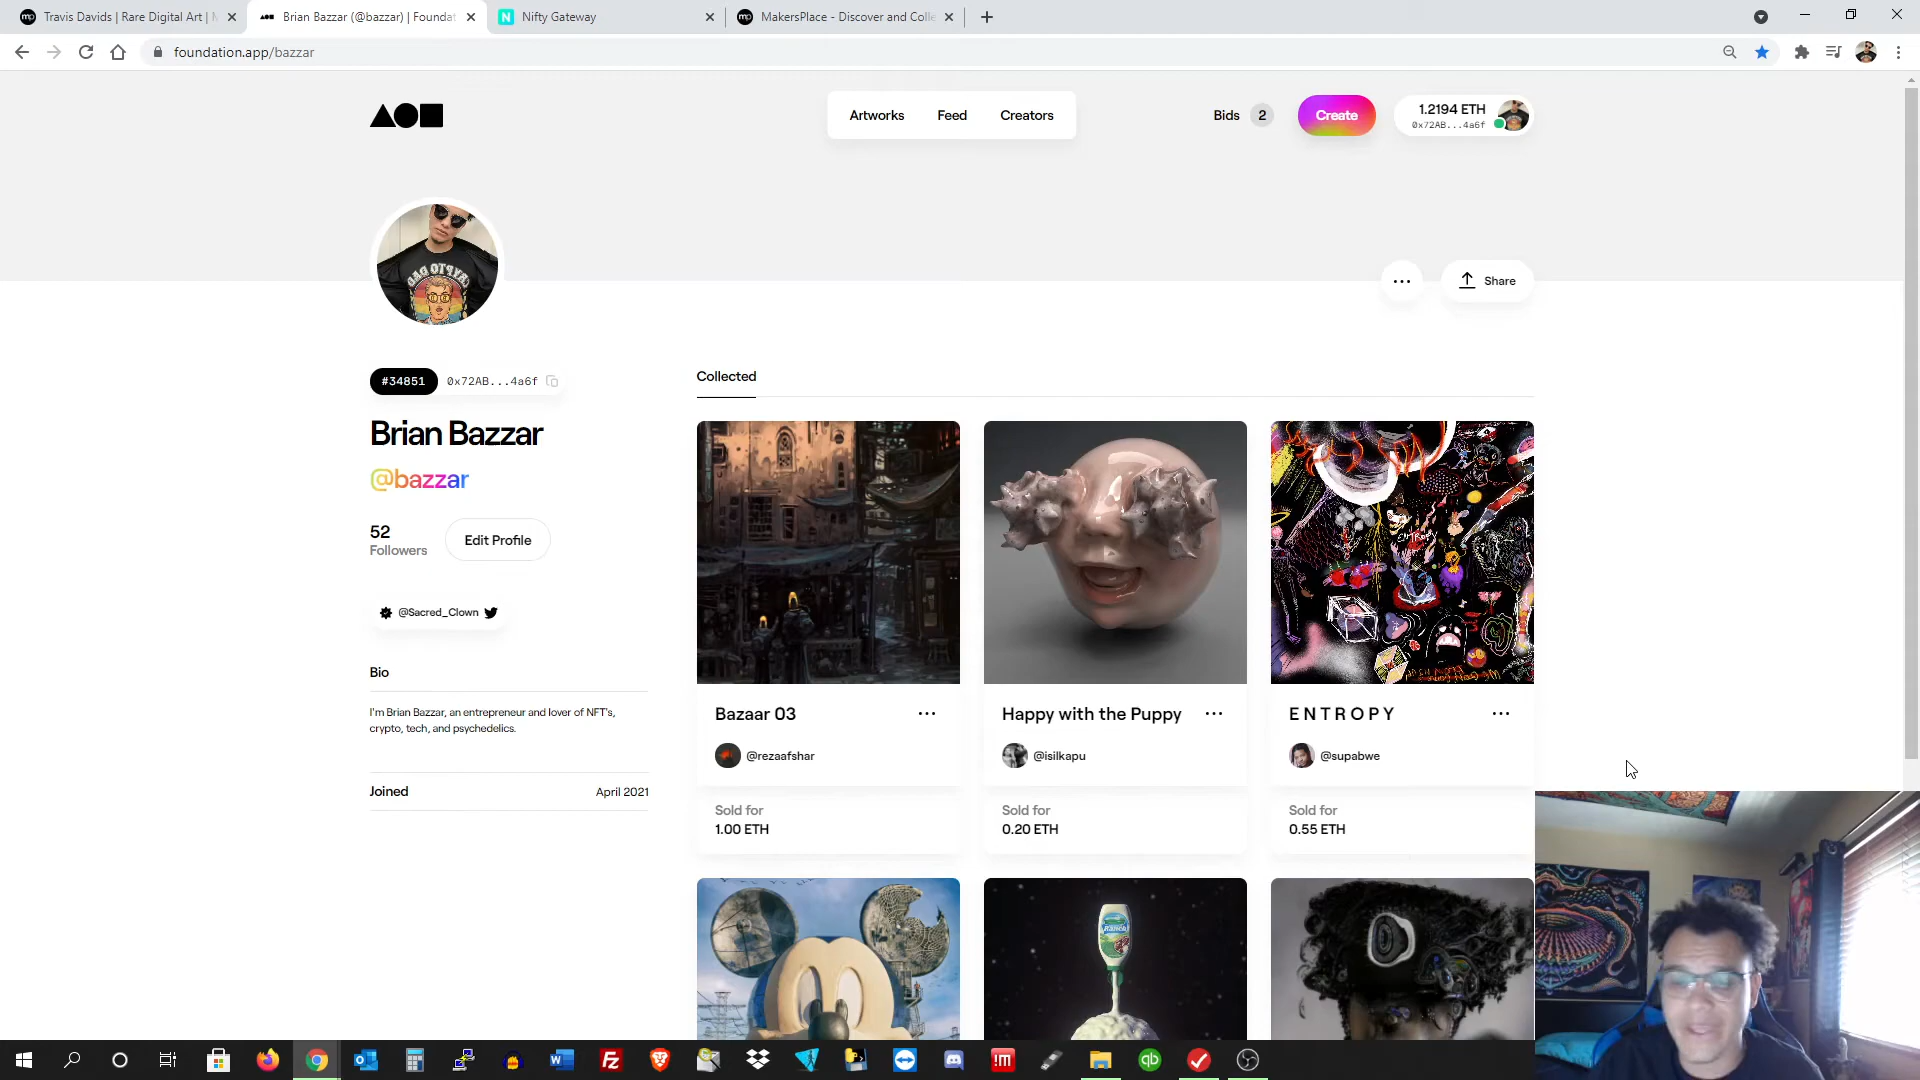 Travis Davids | Rare Digital Art |
Brian Bazzar (@bazzar) | Foundat
Nifty Gateway
MakersPlace - Discover and Colle
foundation.app/bazzar
Artworks
Feed
Creators
Bids 2
Create
1.2194 ETH
0x72AB...4a6f
CRYPTO DAD
Share
#34851 0x72AB...4a6f
Brian Bazzar
@bazzar
52
Followers
Edit Profile
@Sacred_Clown
Bio
I'm Brian Bazzar, an entrepreneur and lover of NFT's,
crypto, tech, and psychedelics.
Joined April 2021
Collected
Bazaar 03
@rezaafshar
Sold for
1.00 ETH
Happy with the Puppy
@isilkapu
Sold for
0.20 ETH
ENTROPY
@supabwe
Sold for
0.55 ETH
Ranch